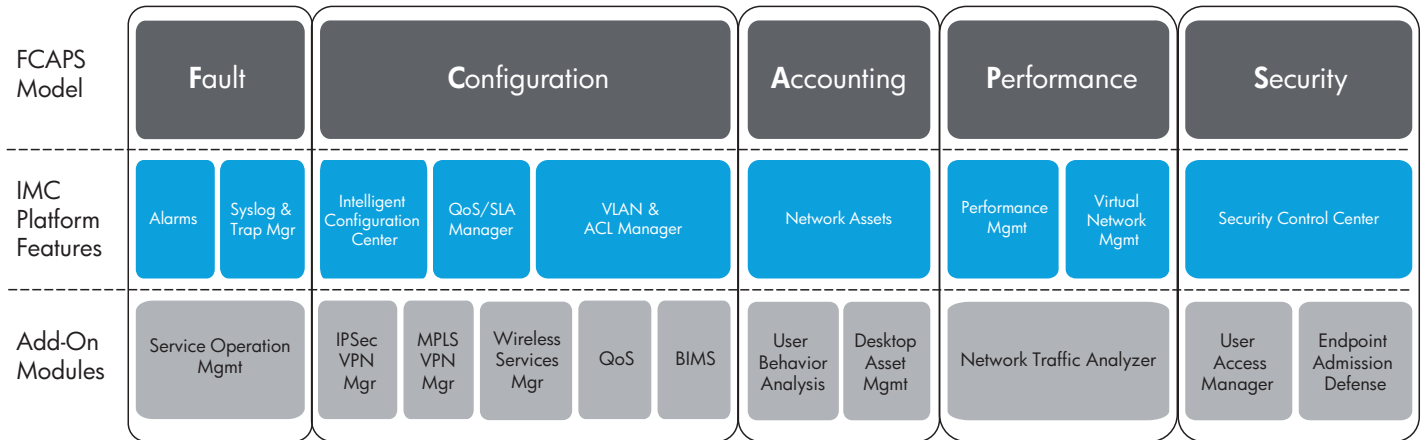 FCAPS
Model
Fault
Configuration
Accounting
Performance
Security
IMC
Platform
Features
Alarms
Syslog &
Trap Mgr
Intelligent
Configuration
Center
QoS/SLA
Manager
VLAN &
ACL Manager
Network Assets
Performance
Mgmt
Virtual
Network
Mgmt
Security Control Center
Add-On
Modules
Service Operation
Mgmt
IPSec
VPN
Mgr
MPLS
VPN
Mgr
Wireless
Services
Mgr
QoS
BIMS
User
Behavior
Analysis
Desktop
Asset
Mgmt
Network Traffic Analyzer
User
Access
Manager
Endpoint
Admission
Defense